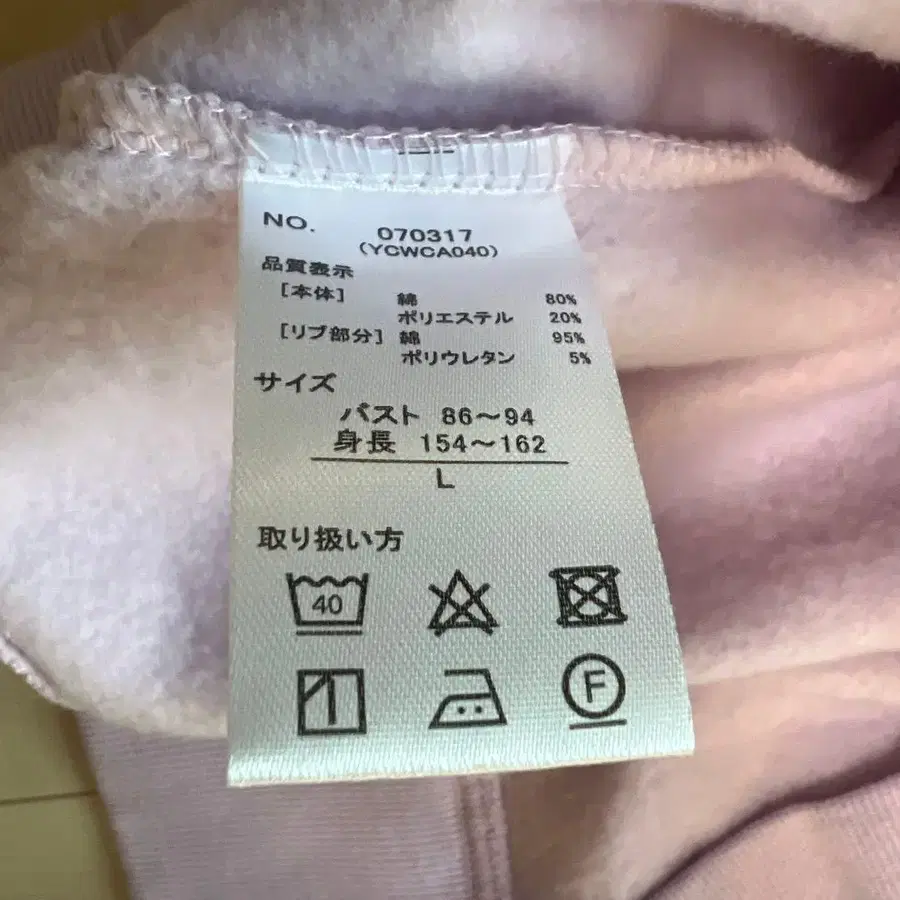 NO. 070317
(YCWCA040)
品質表示
[本体] 綿 80%
ポリエステル 20%
[リブ部分] 綿 95%
ポリウレタン 5%
サイズ
バスト 86〜94
身長 154〜162
L
取り扱い方
40
F